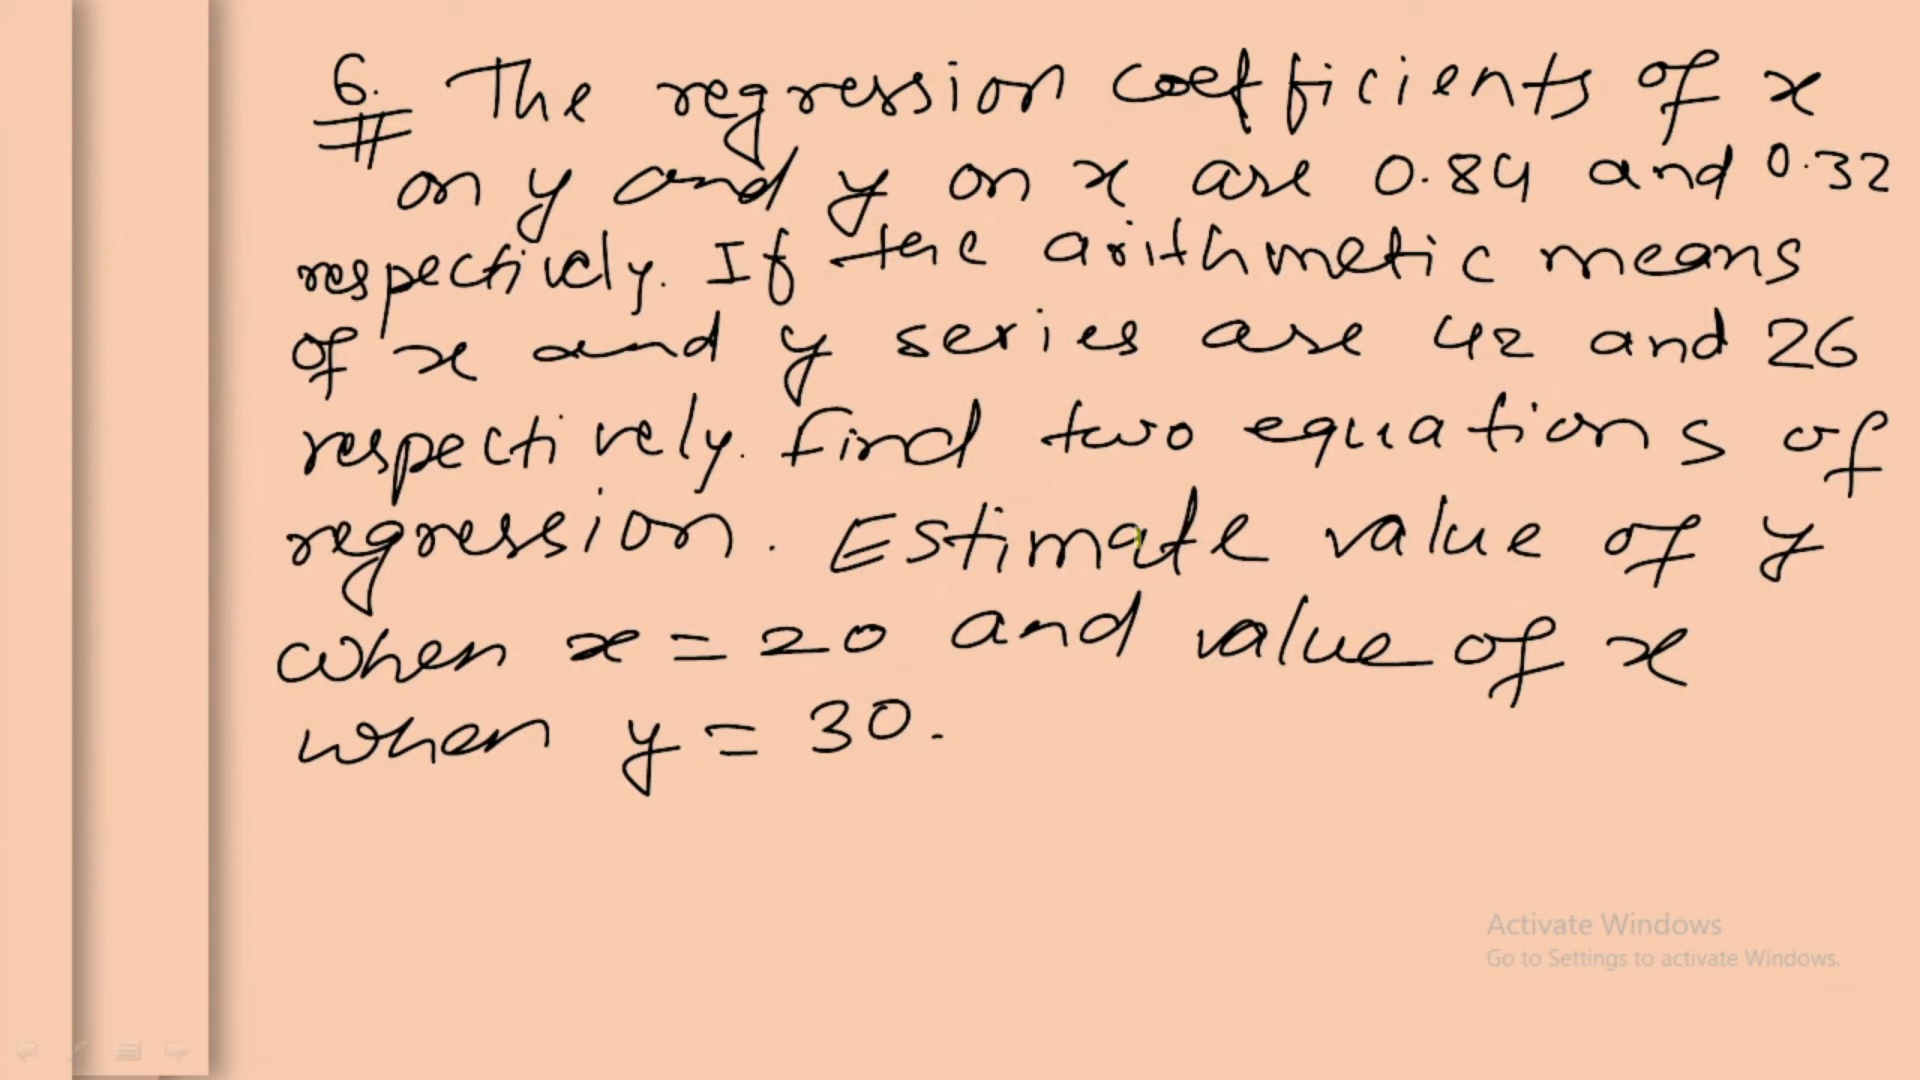 6. The regression coefficients of x
on y and y on x are 0.84 and 0.32
respectively. If the arithmetic means
of x and y series are 42 and 26
respectively. find two equations of
regression. Estimate value of y
when x = 20 and value of x
when y = 30.
Activate Windows
Go to Settings to activate Windows.